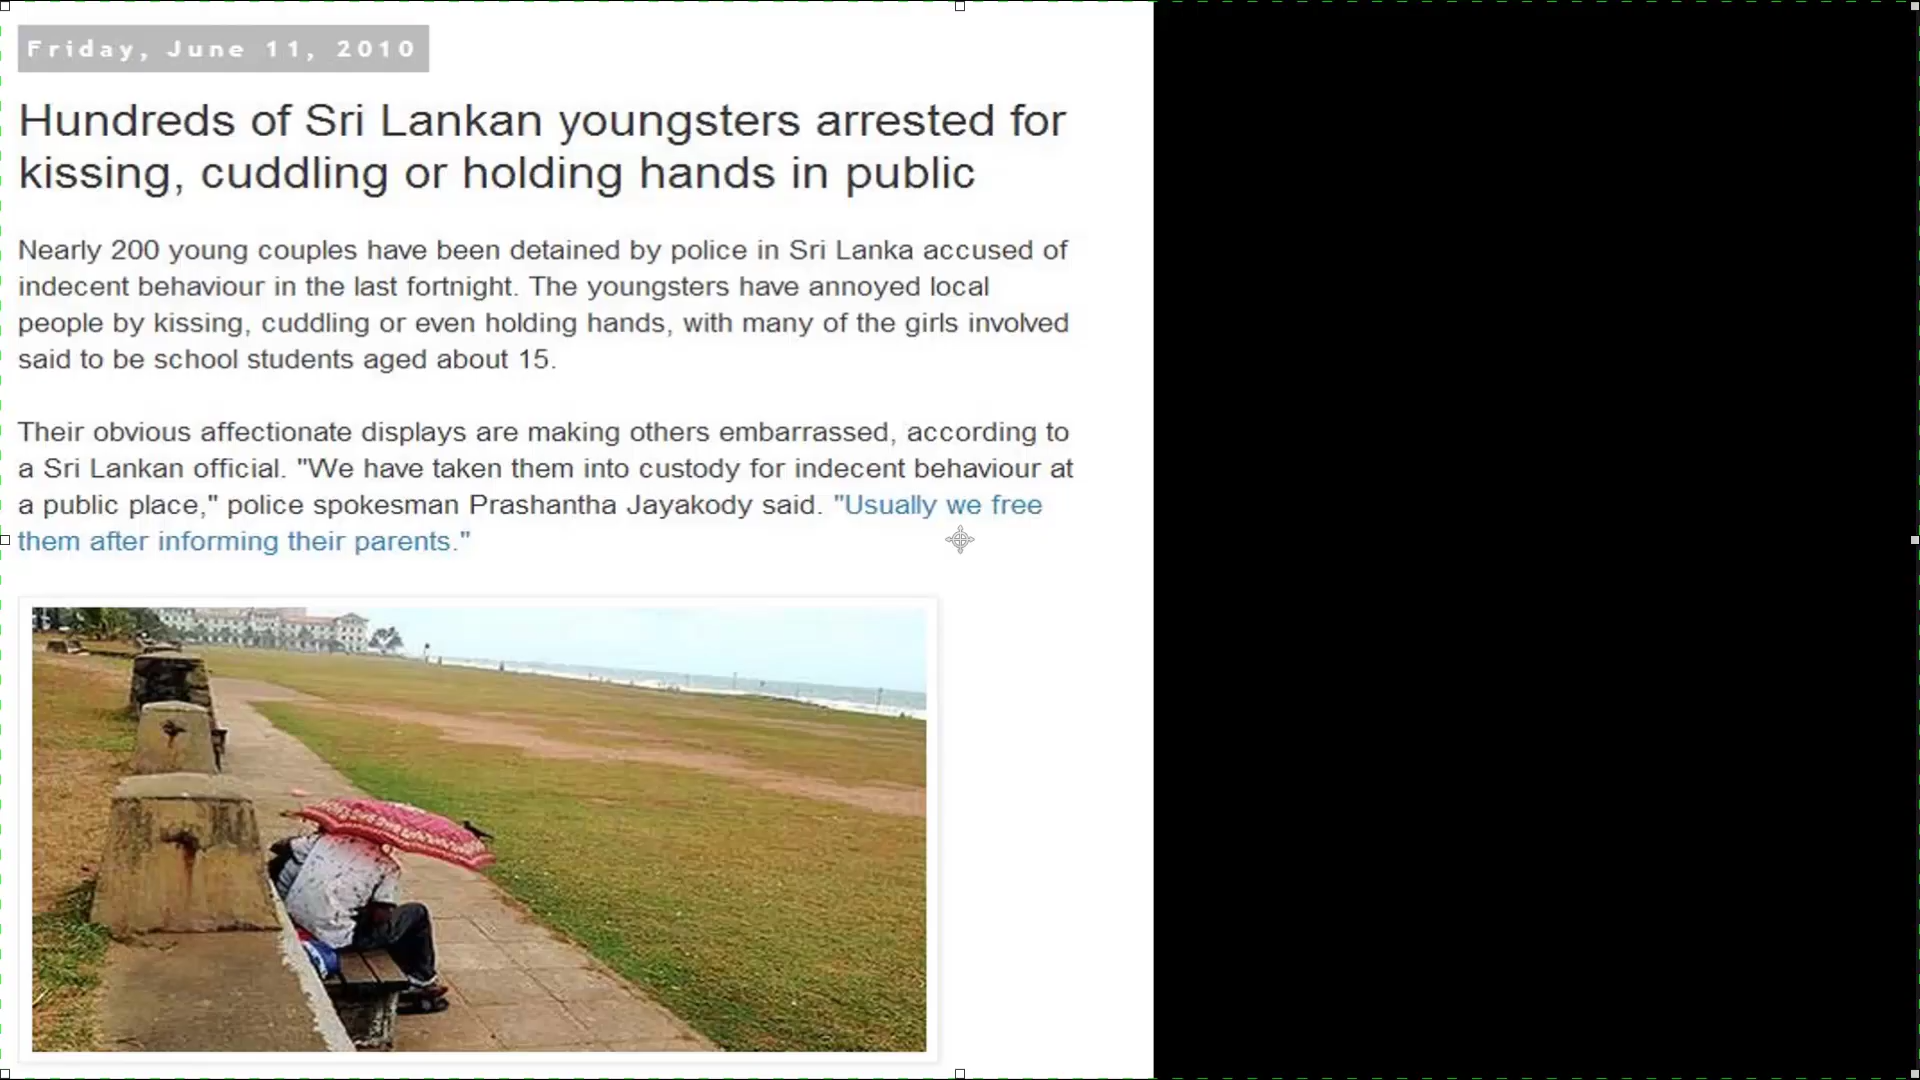 Friday, June 11, 2010
Hundreds of Sri Lankan youngsters arrested for
kissing, cuddling or holding hands in public
Nearly 200 young couples have been detained by police in Sri Lanka accused of
indecent behaviour in the last fortnight. The youngsters have annoyed local
people by kissing, cuddling or even holding hands, with many of the girls involved
said to be school students aged about 15.
Their obvious affectionate displays are making others embarrassed, according to
a Sri Lankan official. "We have taken them into custody for indecent behaviour at
a public place," police spokesman Prashantha Jayakody said. "Usually we free
them after informing their parents."